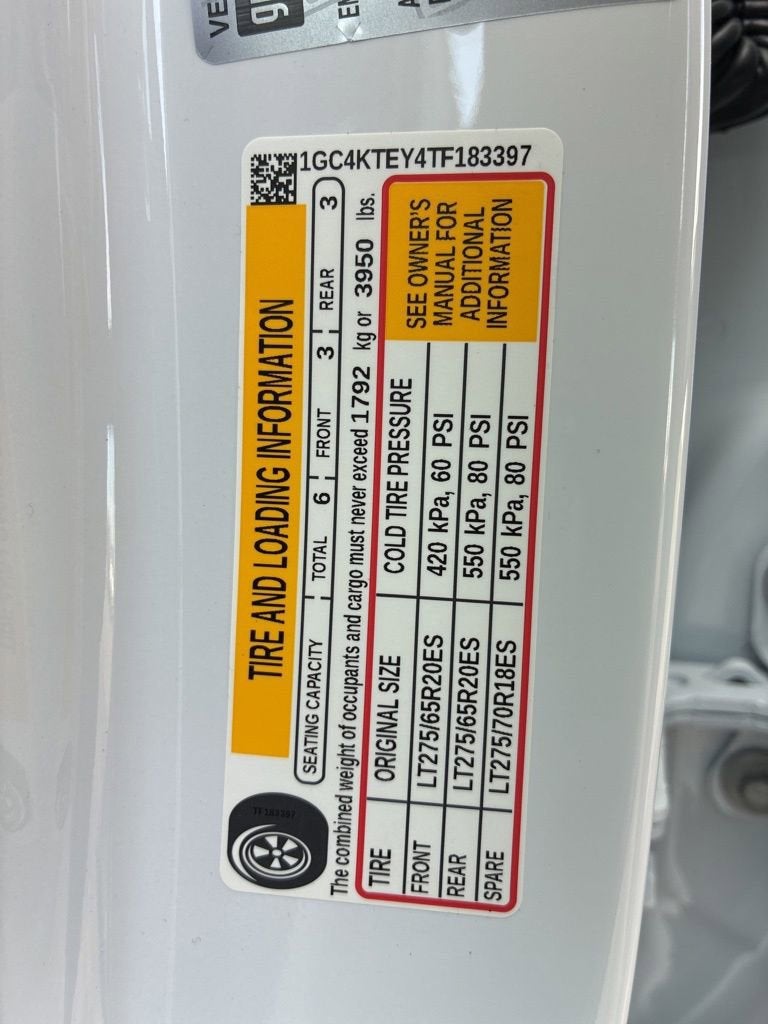 1GC4KTEY4TF183397
TIRE AND LOADING INFORMATION
SEATING CAPACITY TOTAL 6 FRONT 3 REAR 3
The combined weight of occupants and cargo must never exceed 1792 kg or 3950 lbs.
TIRE ORIGINAL SIZE COLD TIRE PRESSURE
FRONT LT275/65R20ES 420 kPa, 60 PSI
REAR LT275/65R20ES 550 kPa, 80 PSI
SPARE LT275/70R18ES 550 kPa, 80 PSI
SEE OWNER'S
MANUAL FOR
ADDITIONAL
INFORMATION
TF183397
VE
gm
EN